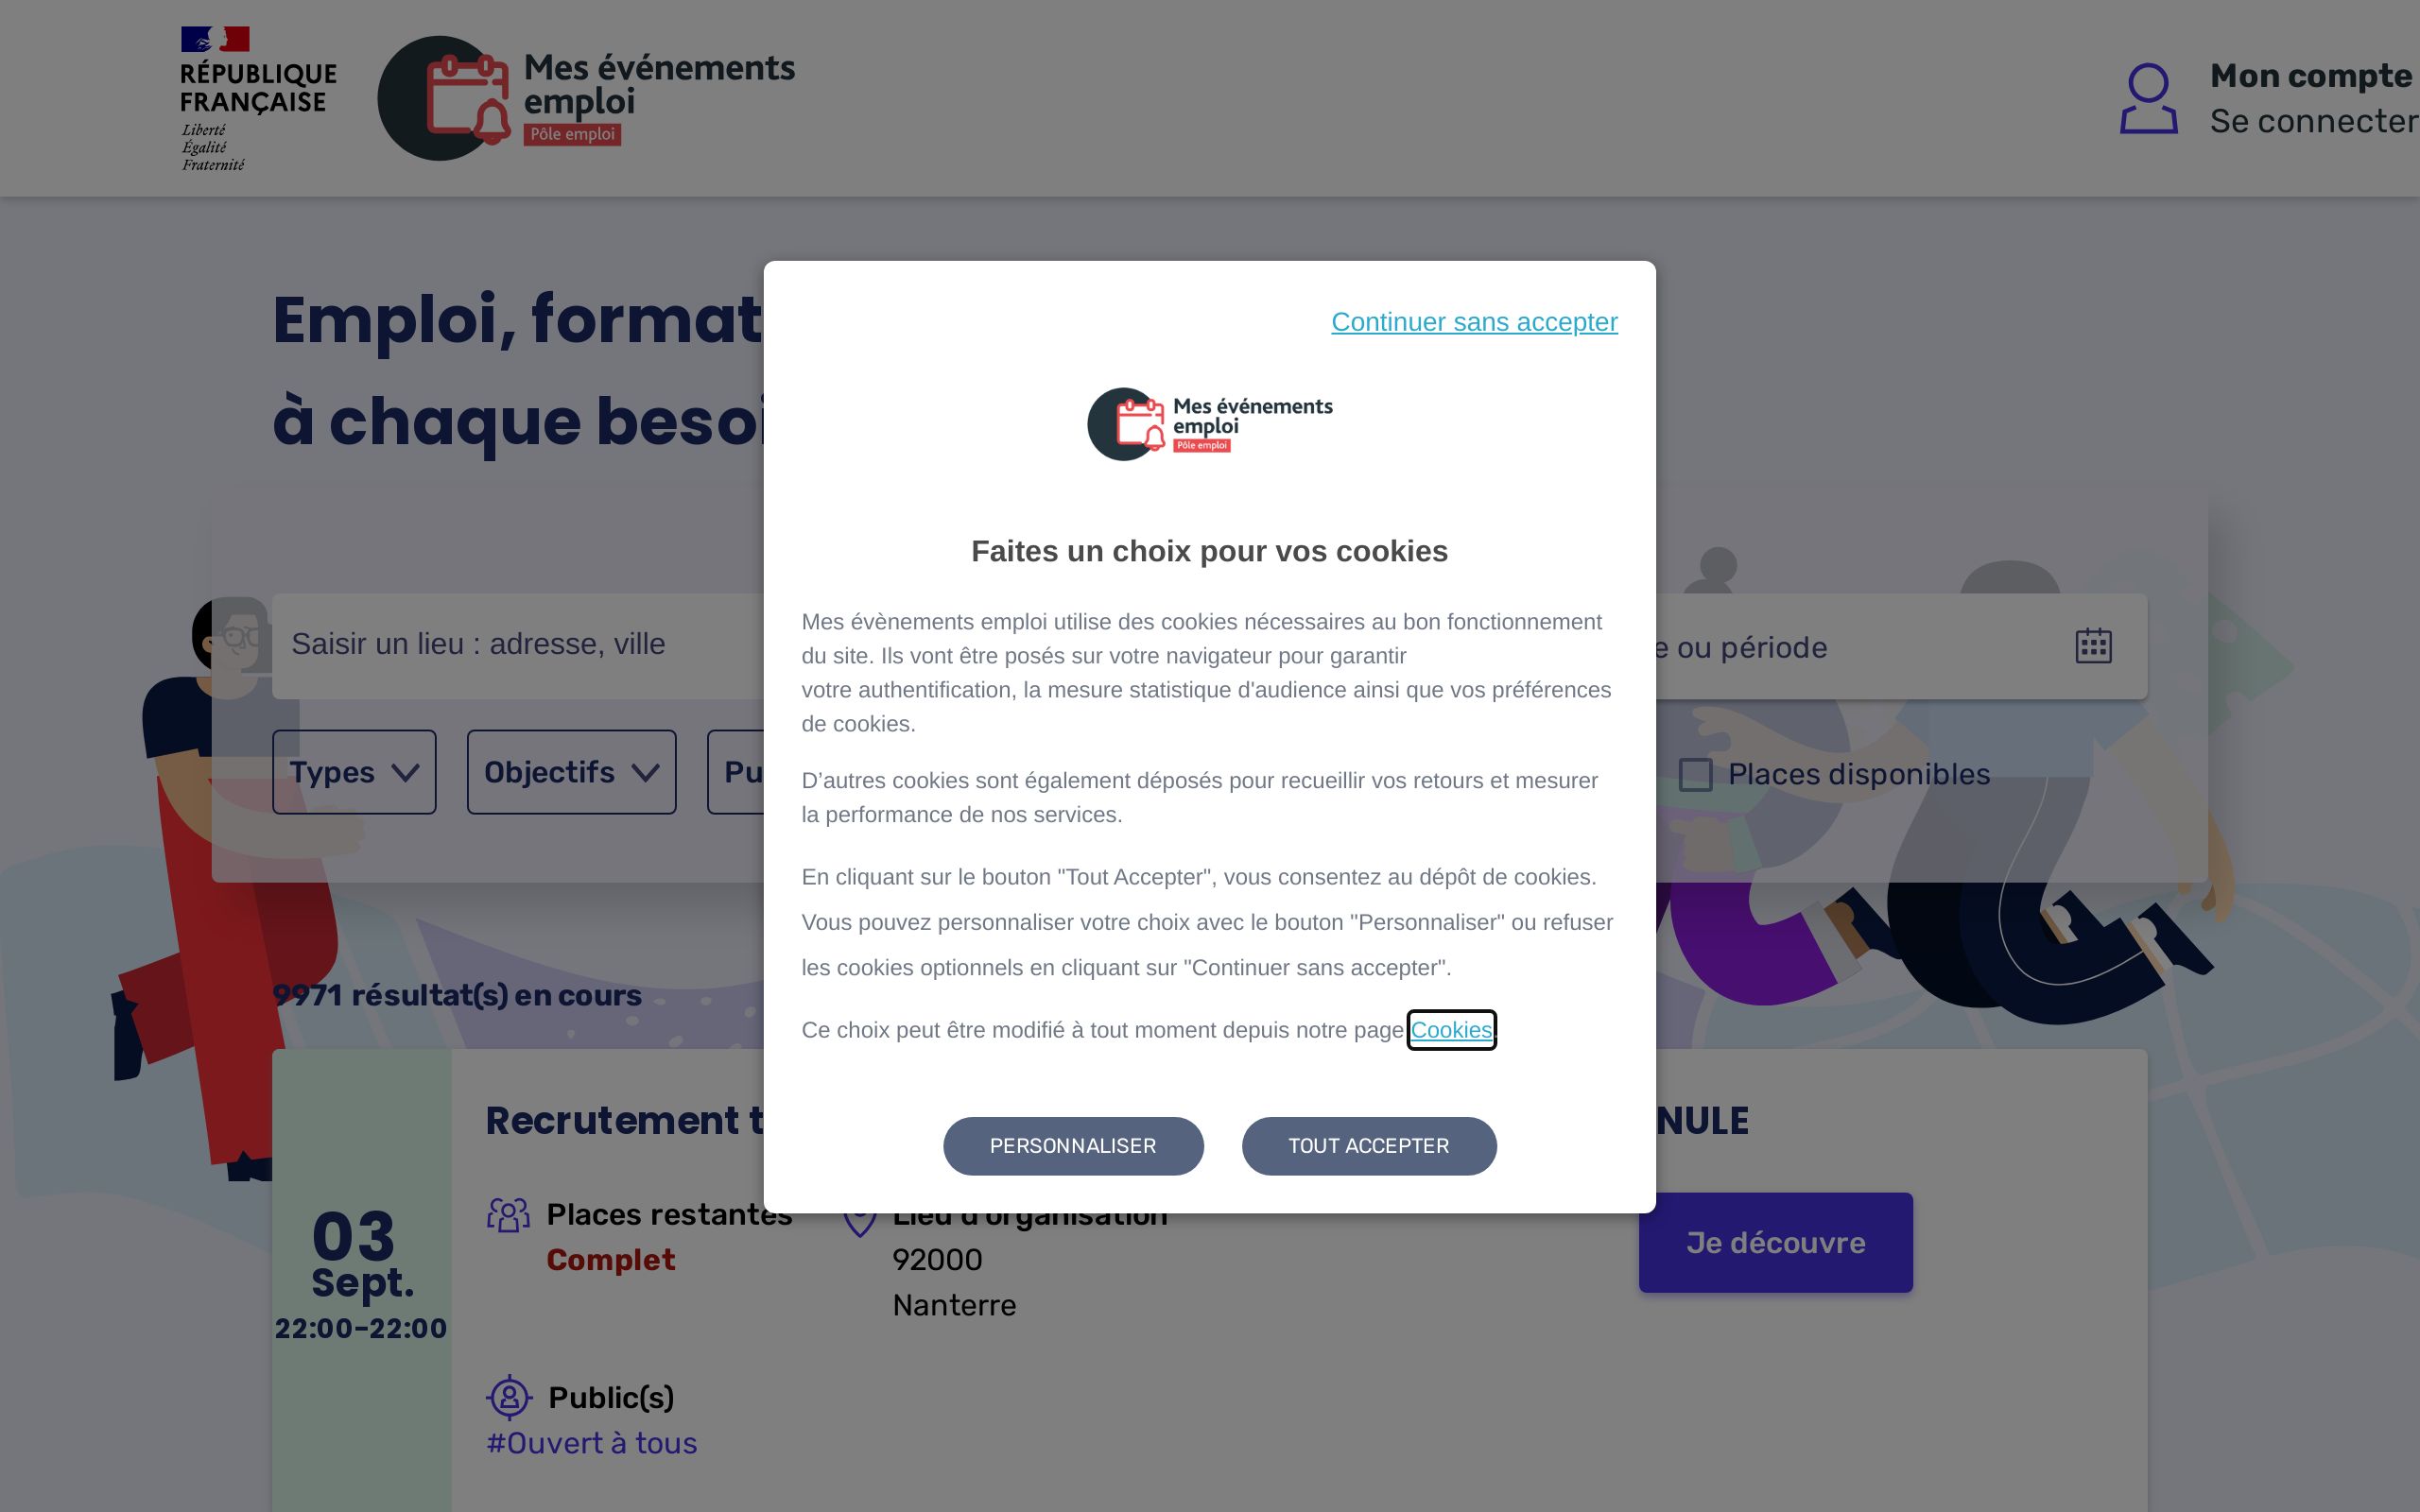 RÉPUBLIQUE
FRANÇAISE
Liberté
Égalité
Fraternité
Mes événements
emploi
Pôle emploi
Mon compte
Se connecter
Emploi, format
à chaque besoi
Continuer sans accepter
Mes événements
emploi
Pôle emploi
Faites un choix pour vos cookies
Mes évènements emploi utilise des cookies nécessaires au bon fonctionnement
du site. Ils vont être posés sur votre navigateur pour garantir
votre authentification, la mesure statistique d'audience ainsi que vos préférences
de cookies.
D’autres cookies sont également déposés pour recueillir vos retours et mesurer
la performance de nos services.
En cliquant sur le bouton "Tout Accepter", vous consentez au dépôt de cookies.
Vous pouvez personnaliser votre choix avec le bouton "Personnaliser" ou refuser
les cookies optionnels en cliquant sur "Continuer sans accepter".
Ce choix peut être modifié à tout moment depuis notre page Cookies.
PERSONNALISER
TOUT ACCEPTER
Saisir un lieu : adresse, ville
e ou période
Types
Objectifs
Pu
Places disponibles
9971 résultat(s) en cours
03
Sept.
22:00-22:00
Recrutement t
NULE
Places restantes
Complet
Lieu d'organisation
92000
Nanterre
Je découvre
Public(s)
#Ouvert à tous